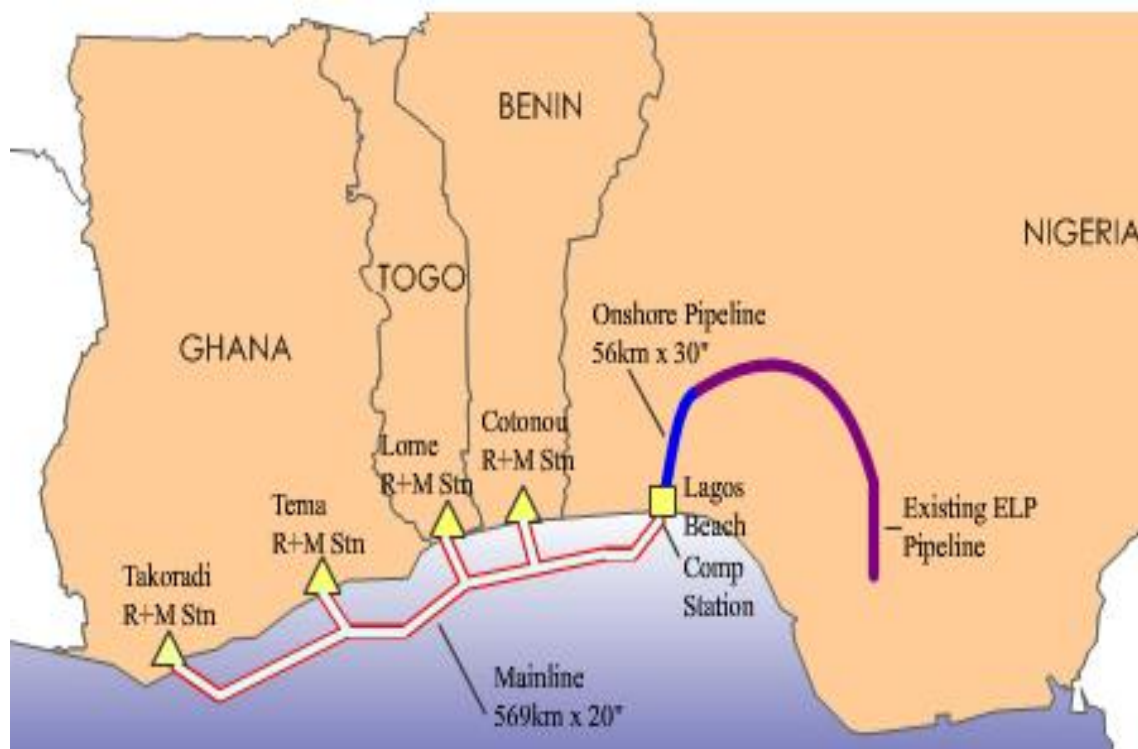 BENIN
NIGERIA
TOGO
GHANA
Onshore Pipeline
56km x 30"
Cotonou
R+M Stn
Lome
R+M Stn
Tema
R+M Stn
Takoradi
R+M Stn
Lagos
Beach
Comp
Station
Existing ELP
Pipeline
Mainline
569km x 20"